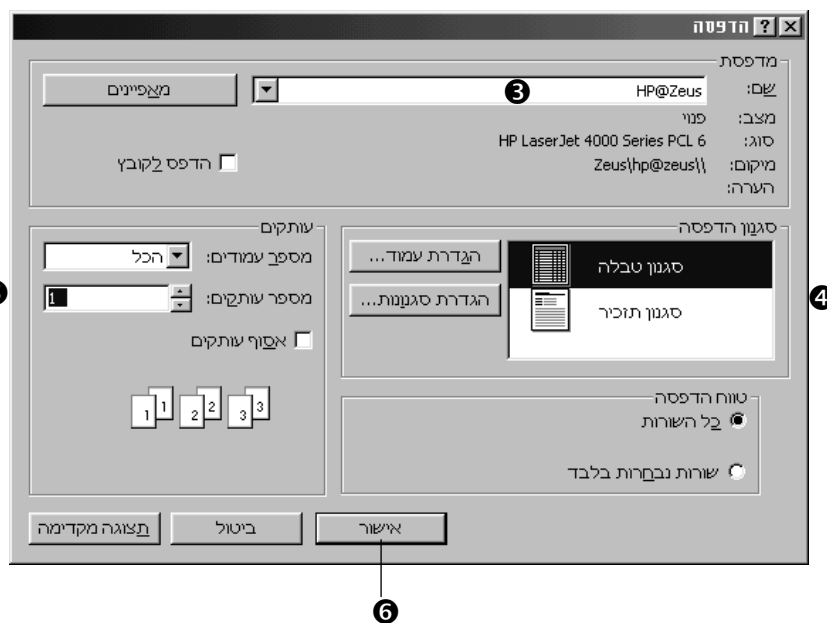 הדפסה
מדפסת
שם: HP@Zeus ❸ מאפיינים
מצב: פנוי
סוג: HP LaserJet 4000 Series PCL 6
מיקום: \\Zeus\hp@zeus
הערה:
הדפס לקובץ
סגנון הדפסה
❹
סגנון טבלה
סגנון תזכיר
הגדרת עמוד...
הגדרת סגנונות...
טווח הדפסה
כל השורות
שורות נבחרות בלבד
עותקים
מספר עמודים: הכל
מספר עותקים: 1
אסוף עותקים
1 1 2 2 3 3
אישור ביטול תצוגה מקדימה
❻